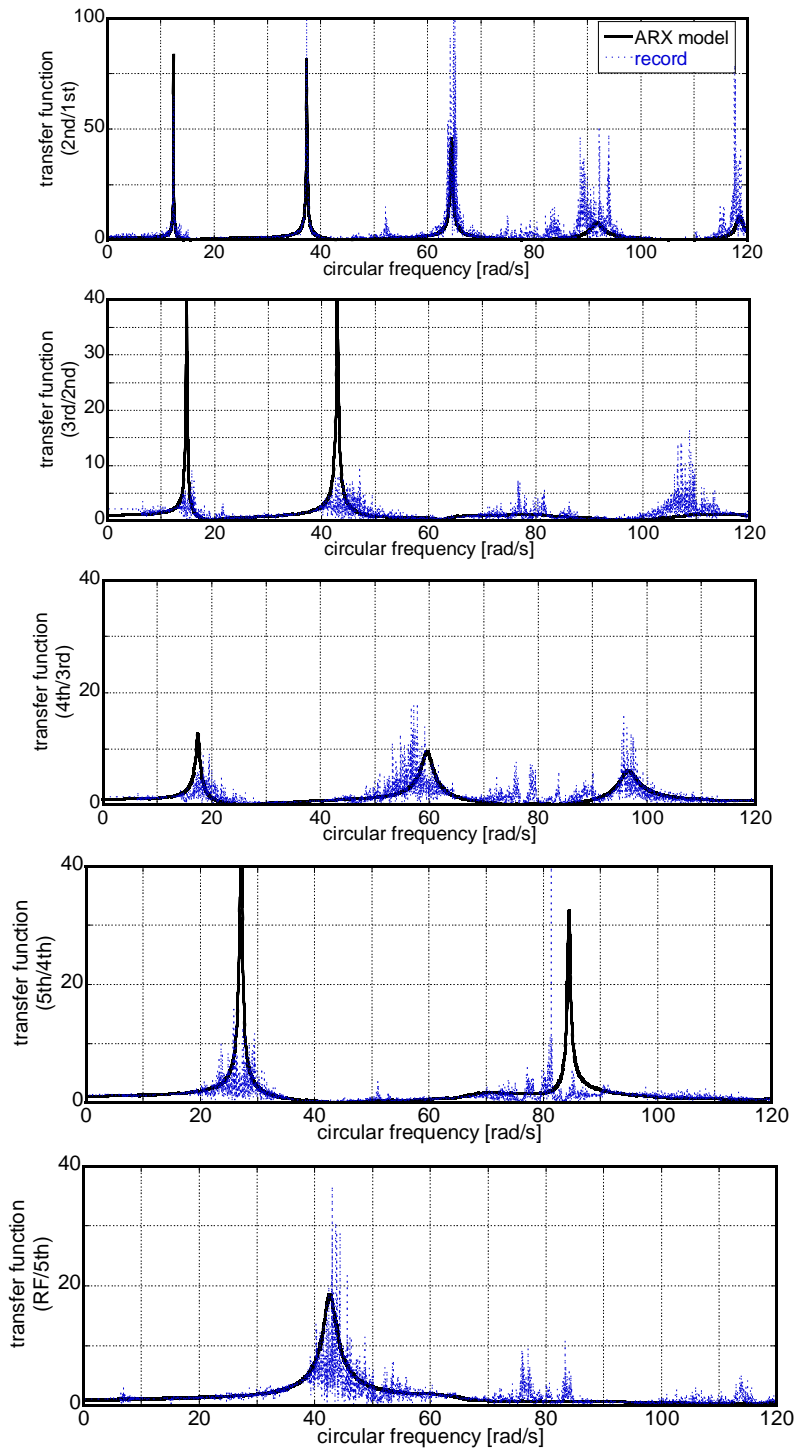 100
50
0
transfer function
(2nd/1st)
ARX model
record
0 20 40 60 80 100 120
circular frequency [rad/s]
40
30
20
10
0
transfer function
(3rd/2nd)
0 20 40 60 80 100 120
circular frequency [rad/s]
40
20
0
transfer function
(4th/3rd)
0 20 40 60 80 100 120
circular frequency [rad/s]
40
20
0
transfer function
(5th/4th)
0 20 40 60 80 100 120
circular frequency [rad/s]
40
20
0
transfer function
(RF/5th)
0 20 40 60 80 100 120
circular frequency [rad/s]